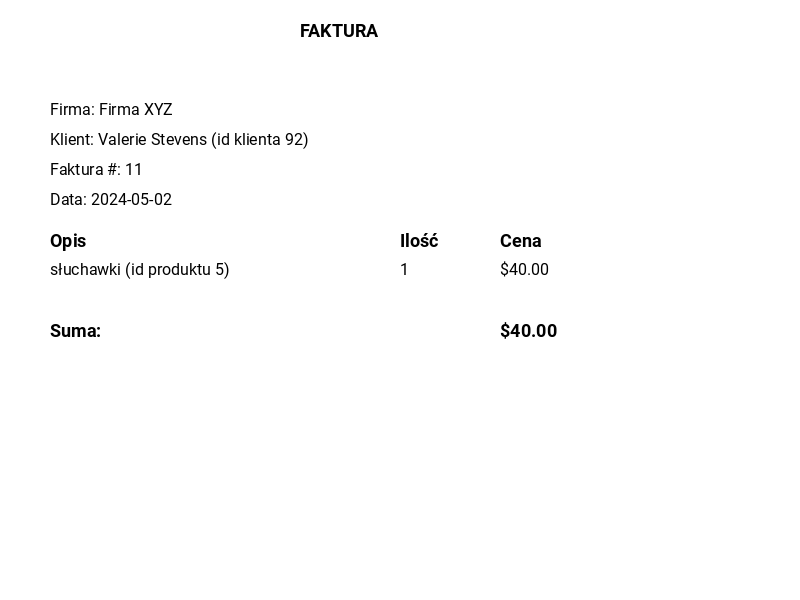 FAKTURA
Firma: Firma XYZ
Klient: Valerie Stevens (id klienta 92)
Faktura #: 11
Data: 2024-05-02
Opis Ilość Cena
słuchawki (id produktu 5) 1 $40.00
Suma: $40.00